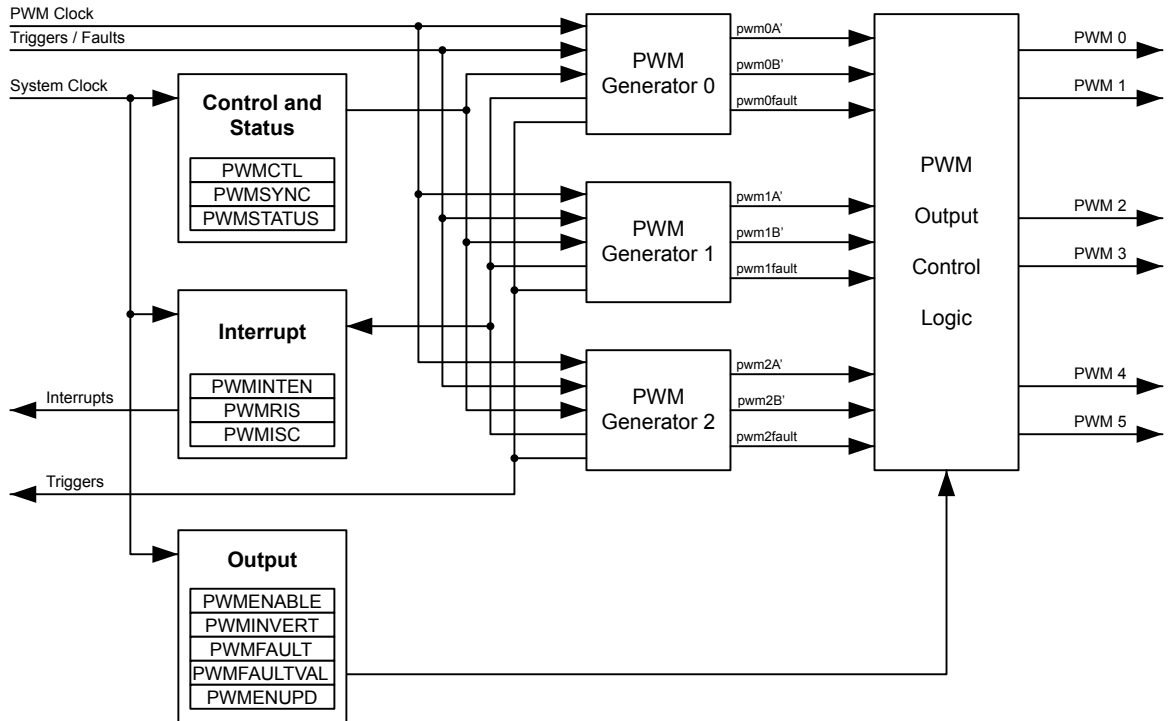 PWM Clock
Triggers / Faults
System Clock
Control and
Status
PWMCTL
PWMSYNC
PWMSTATUS
Interrupt
PWMINTEN
PWMRIS
PWMISC
Interrupts
Triggers
Output
PWMENABLE
PWMINVERT
PWMFAULT
PWMFAULTVAL
PWMENUPD
PWM
Generator 0
pwm0A'
pwm0B'
pwm0fault
PWM
Generator 1
pwm1A'
pwm1B'
pwm1fault
PWM
Generator 2
pwm2A'
pwm2B'
pwm2fault
PWM
Output
Control
Logic
PWM 0
PWM 1
PWM 2
PWM 3
PWM 4
PWM 5